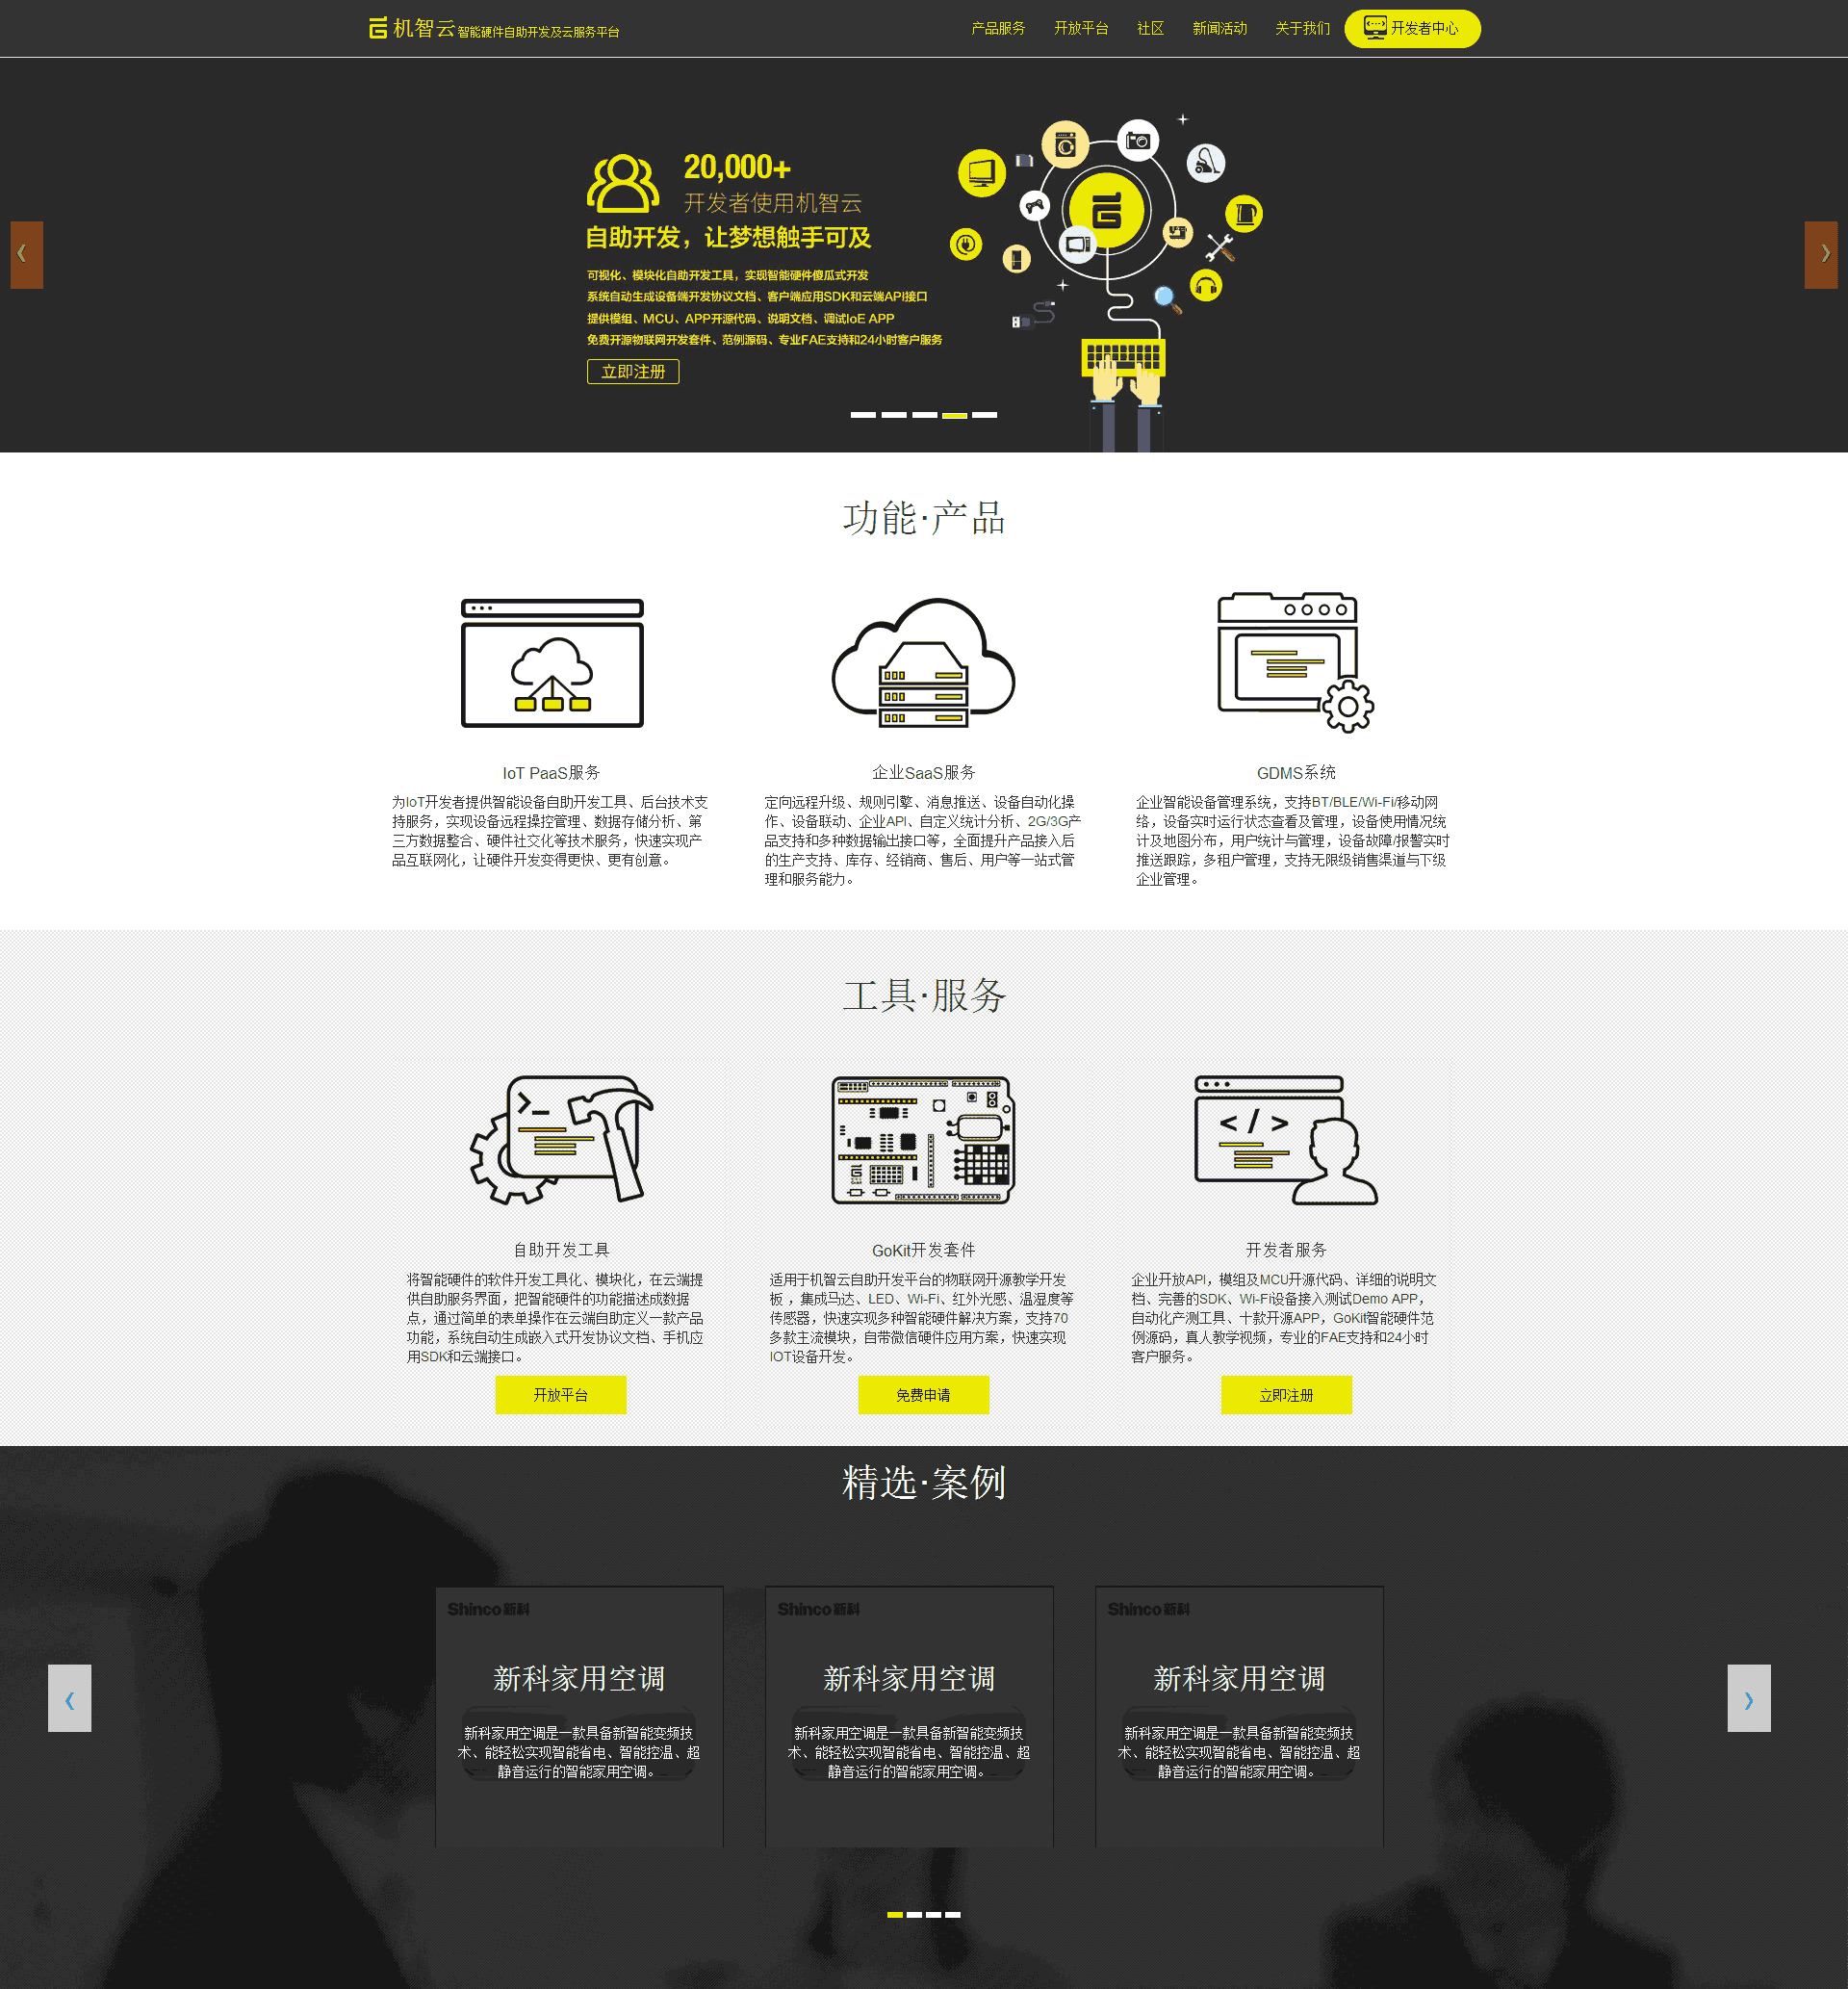 机智云 智能硬件自助开发及云服务平台
产品服务 开放平台 社区 新闻活动 关于我们 开发者中心
20,000+
开发者使用机智云
自助开发，让梦想触手可及
可视化、模块化自助开发工具，实现智能硬件傻瓜式开发
系统自动生成设备端开发协议文档、客户端应用SDK和云端API接口
提供模组、MCU、APP开源代码、说明文档、调试IoE APP
免费开源物联网开发套件、范例源码、专业FAE支持和24小时客户服务
立即注册
功能·产品
IoT PaaS服务
为IoT开发者提供智能设备自助开发工具、后台技术支
持服务，实现设备远程操控管理、数据存储分析、第
三方数据整合、硬件社交化等技术服务，快速实现产
品互联网化，让硬件开发变得更快、更有创意。
企业SaaS服务
定向远程升级、规则引擎、消息推送、设备自动化操
作、设备联动、企业API、自定义统计分析、2G/3G产
品支持和多种数据输出接口等，全面提升产品接入后
的生产支持、库存、经销商、售后、用户等一站式管
理和服务能力。
GDMS系统
企业智能设备管理系统，支持BT/BLE/Wi-Fi/移动网
络，设备实时运行状态查看及管理，设备使用情况统
计及地图分布，用户统计与管理，设备故障/报警实时
推送跟踪，多租户管理，支持无限级销售渠道与下级
企业管理。
工具·服务
自助开发工具
将智能硬件的软件开发工具化、模块化，在云端提
供自助服务界面，把智能硬件的功能描述成数据
点，通过简单的表单操作在云端自助定义一款产品
功能，系统自动生成嵌入式开发协议文档、手机应
用SDK和云端接口。
开放平台
GoKit开发套件
适用于机智云自助开发平台的物联网开源教学开发
板 ，集成马达、LED、Wi-Fi、红外光感、温湿度等
传感器，快速实现多种智能硬件解决方案，支持70
多款主流模块，自带微信硬件应用方案，快速实现
IOT设备开发。
免费申请
开发者服务
企业开放API，模组及MCU开源代码、详细的说明文
档、完善的SDK、Wi-Fi设备接入测试Demo APP，
自动化产测工具、十款开源APP，GoKit智能硬件范
例源码，真人教学视频，专业的FAE支持和24小时
客户服务。
立即注册
精选·案例
Shinco新科
新科家用空调
新科家用空调是一款具备新智能变频技
术、能轻松实现智能省电、智能控温、超
静音运行的智能家用空调。
Shinco新科
新科家用空调
新科家用空调是一款具备新智能变频技
术、能轻松实现智能省电、智能控温、超
静音运行的智能家用空调。
Shinco新科
新科家用空调
新科家用空调是一款具备新智能变频技
术、能轻松实现智能省电、智能控温、超
静音运行的智能家用空调。